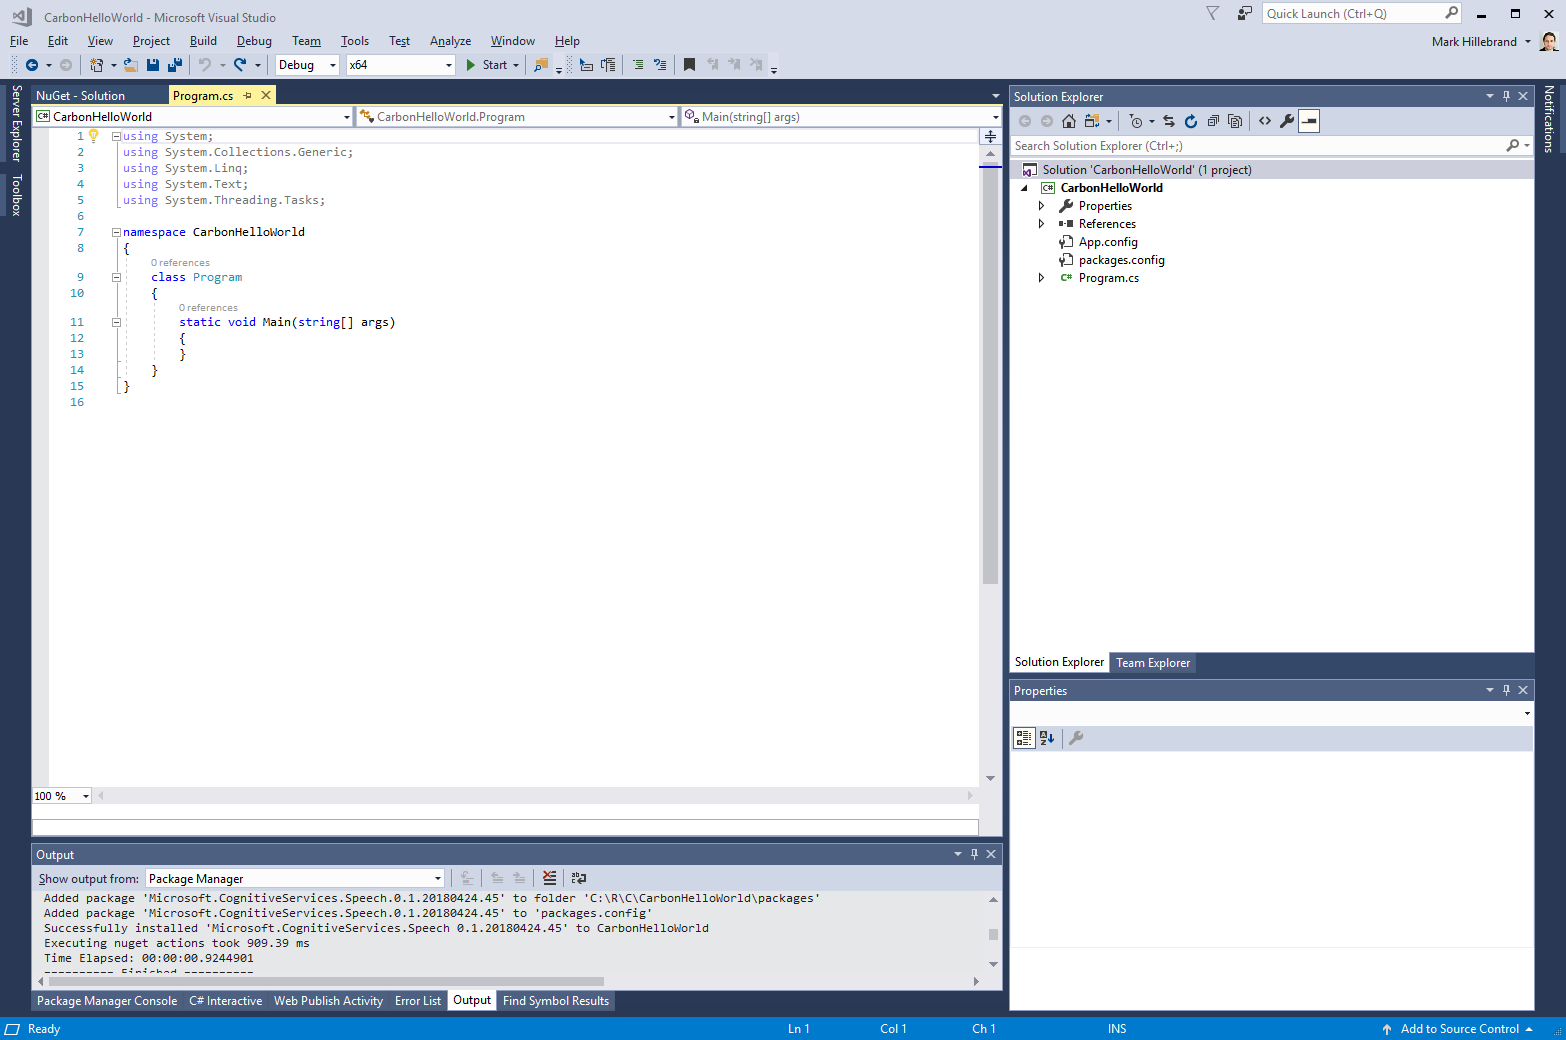 CarbonHelloWorld - Microsoft Visual Studio
Quick Launch (Ctrl+Q)
File Edit View Project Build Debug Team Tools Test Analyze Window Help
Mark Hillebrand
Debug x64 Start
Server Explorer
Toolbox
Notifications
NuGet - Solution Program.cs
CarbonHelloWorld CarbonHelloWorld.Program Main(string[] args)
1 using System;
2 using System.Collections.Generic;
3 using System.Linq;
4 using System.Text;
5 using System.Threading.Tasks;
6
7 namespace CarbonHelloWorld
8 {
0 references
9 class Program
10 {
0 references
11 static void Main(string[] args)
12 {
13 }
14 }
15 }
16
100 %
Solution Explorer
Search Solution Explorer (Ctrl+;)
Solution 'CarbonHelloWorld' (1 project)
C# CarbonHelloWorld
Properties
References
App.config
packages.config
C# Program.cs
Solution Explorer Team Explorer
Properties
Output
Show output from: Package Manager
Added package 'Microsoft.CognitiveServices.Speech.0.1.20180424.45' to folder 'C:\R\C\CarbonHelloWorld\packages'
Added package 'Microsoft.CognitiveServices.Speech.0.1.20180424.45' to 'packages.config'
Successfully installed 'Microsoft.CognitiveServices.Speech 0.1.20180424.45' to CarbonHelloWorld
Executing nuget actions took 909.39 ms
Time Elapsed: 00:00:00.9244901
========== Finished ==========
Package Manager Console C# Interactive Web Publish Activity Error List Output Find Symbol Results
Ready Ln 1 Col 1 Ch 1 INS Add to Source Control